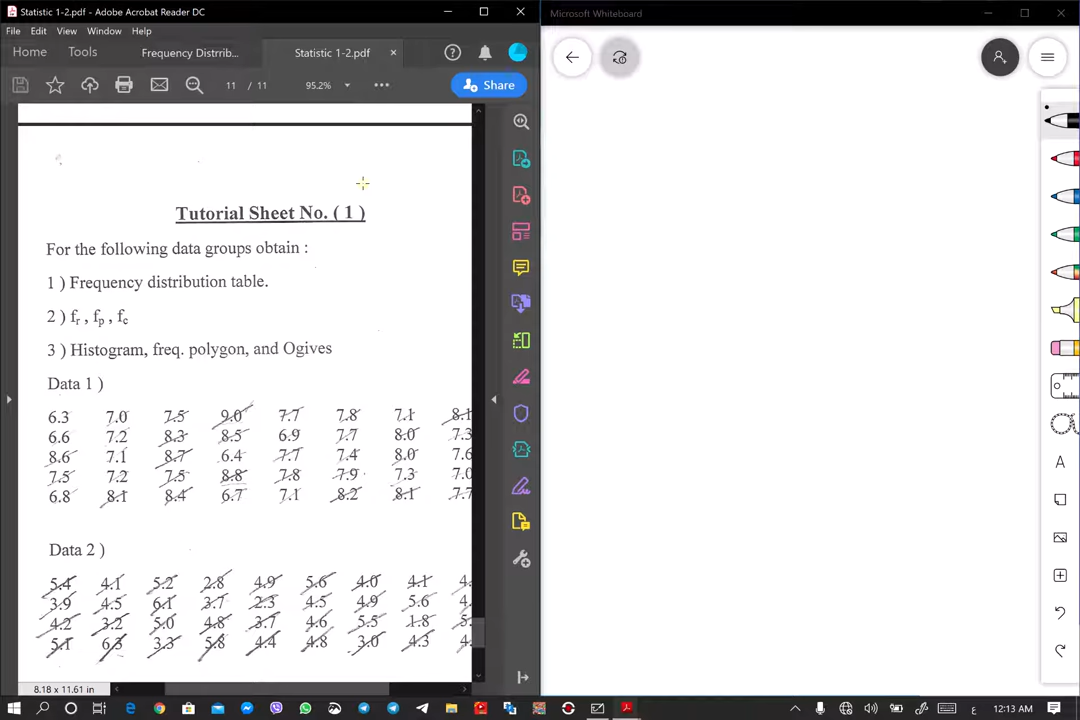 Statistic 1-2.pdf - Adobe Acrobat Reader DC
File Edit View Window Help
Home Tools Frequency Distrrib... Statistic 1-2.pdf
11 / 11 95.2% Share
Tutorial Sheet No. ( 1 )
For the following data groups obtain :
1 ) Frequency distribution table.
2 ) fr , fp , fc
3 ) Histogram, freq. polygon, and Ogives
Data 1 )
6.3 7.0 7.5 9.0 7.7 7.8 7.1 8.1
6.6 7.2 8.3 8.5 6.9 7.7 8.0 7.3
8.6 7.1 8.7 6.4 7.7 7.4 8.0 7.6
7.5 7.2 7.5 8.8 7.8 7.9 7.3 7.0
6.8 8.1 8.4 6.7 7.1 8.2 8.1 7.7
Data 2 )
5.4 4.1 5.2 2.8 4.9 5.6 4.0 4.1 4.
3.9 4.5 6.1 3.7 2.3 4.5 4.9 5.6 4.
4.2 3.2 5.0 4.8 3.7 4.6 5.5 1.8 5.
5.1 6.3 3.3 5.8 4.4 4.8 3.0 4.3 4.
8.18 x 11.61 in
Microsoft Whiteboard
A
ع 12:13 AM